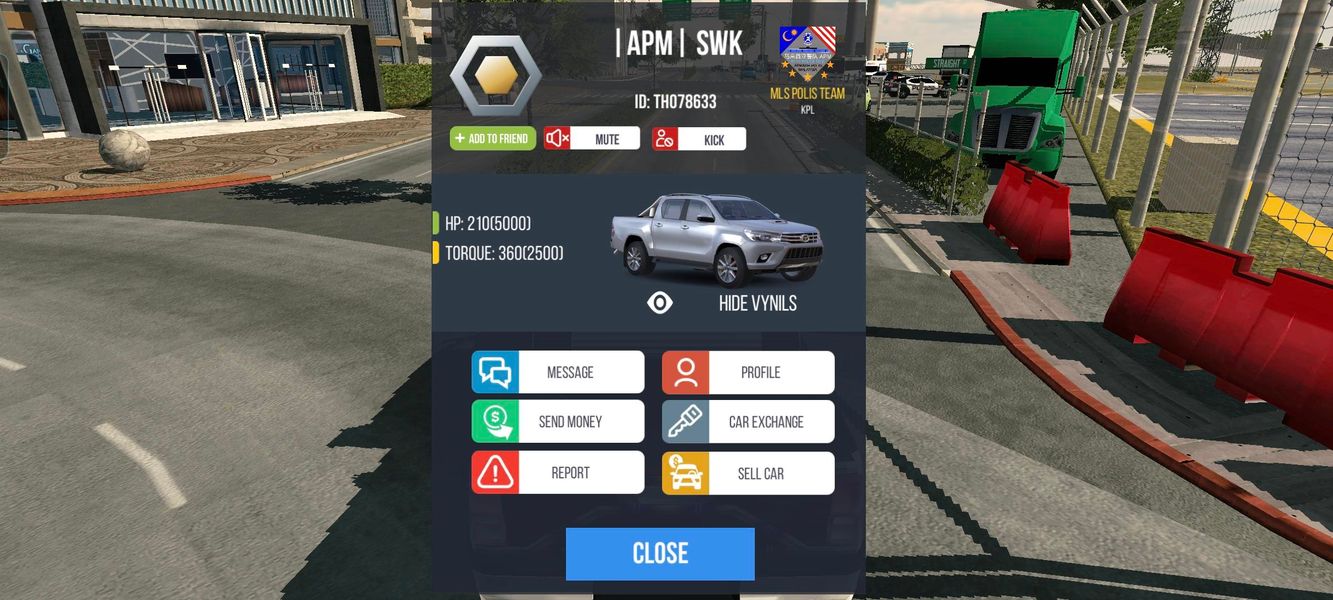 |APM| SWK
ID: TH078633
MLS POLIS TEAM
KPL
+ ADD TO FRIEND
MUTE
KICK
HP: 210(5000)
TORQUE: 360(2500)
HIDE VYNILS
MESSAGE
PROFILE
SEND MONEY
CAR EXCHANGE
REPORT
SELL CAR
CLOSE
STRAIGHT